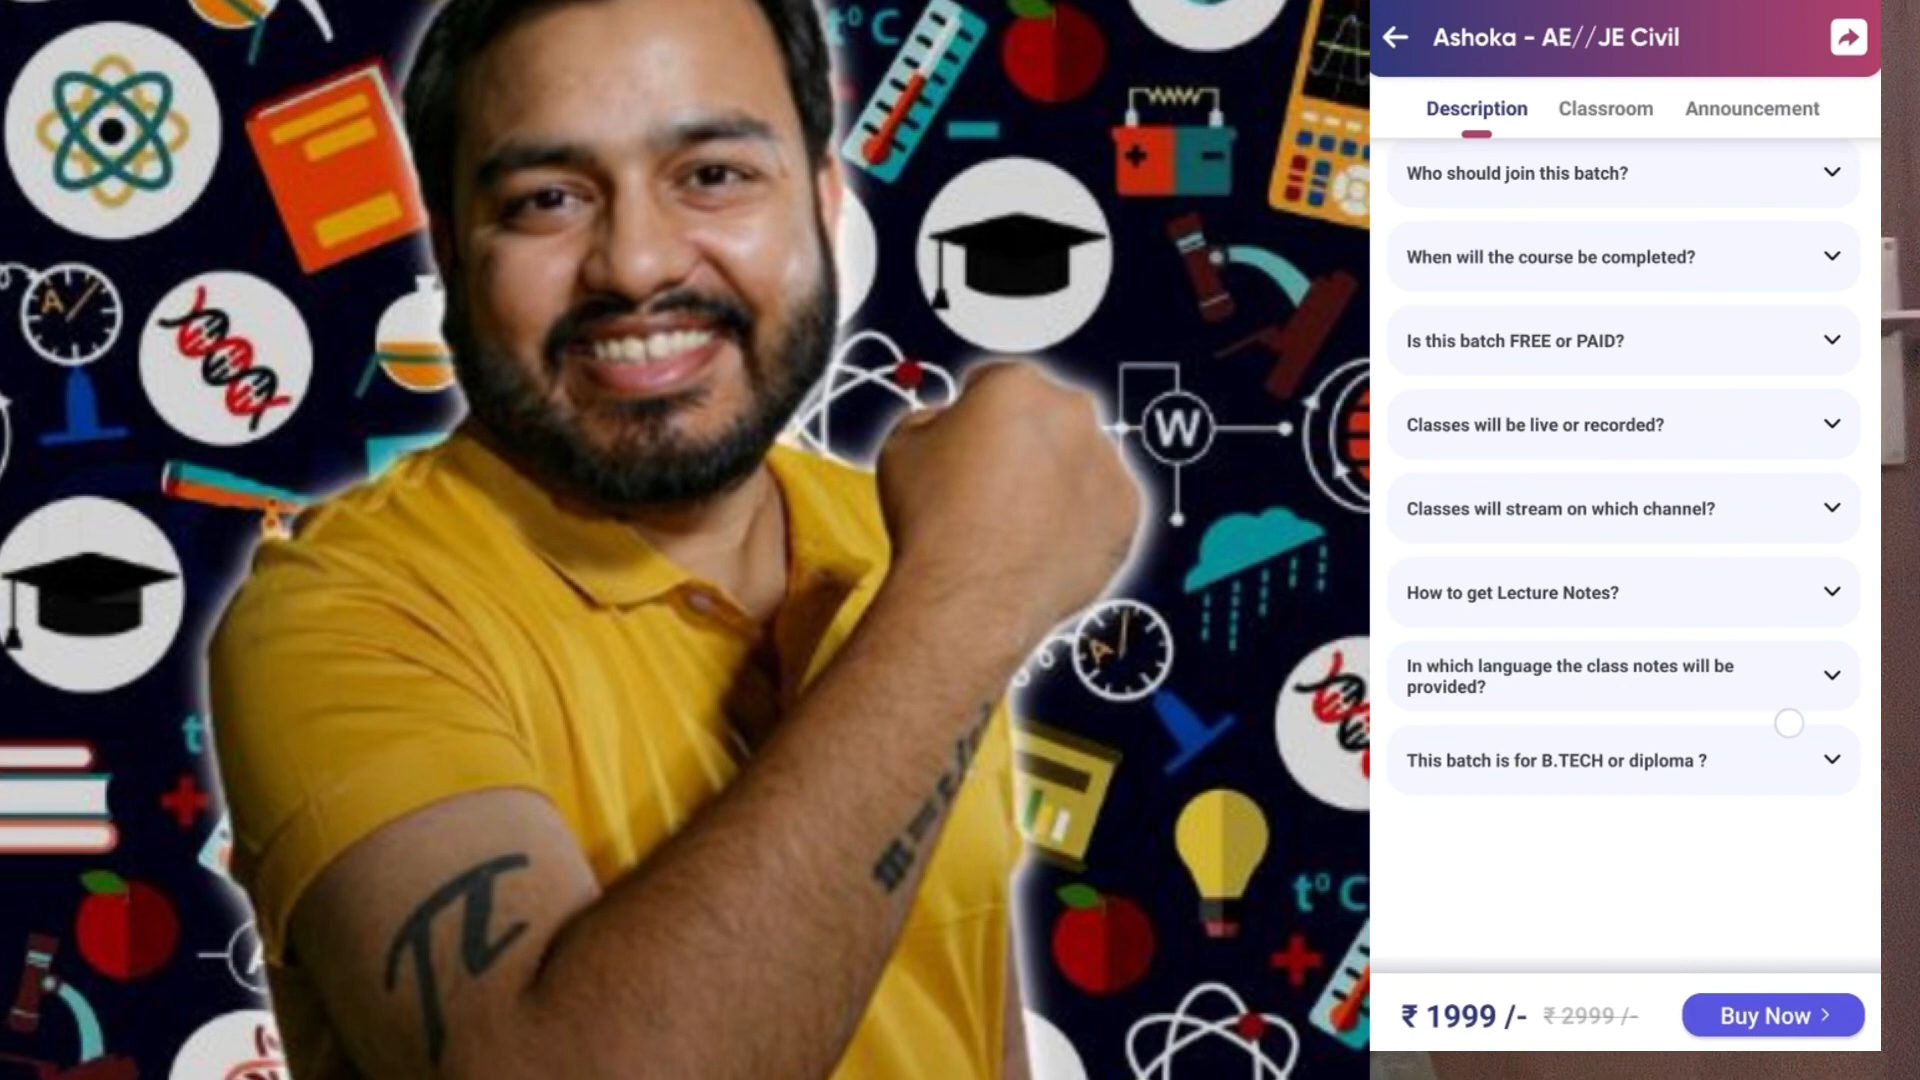 t⁰ C
A
W
A
t⁰ C
Ashoka - AE//JE Civil
Description Classroom Announcement
Who should join this batch?
When will the course be completed?
Is this batch FREE or PAID?
Classes will be live or recorded?
Classes will stream on which channel?
How to get Lecture Notes?
In which language the class notes will be
provided?
This batch is for B.TECH or diploma ?
₹ 1999 /- ₹ 2999 /- Buy Now